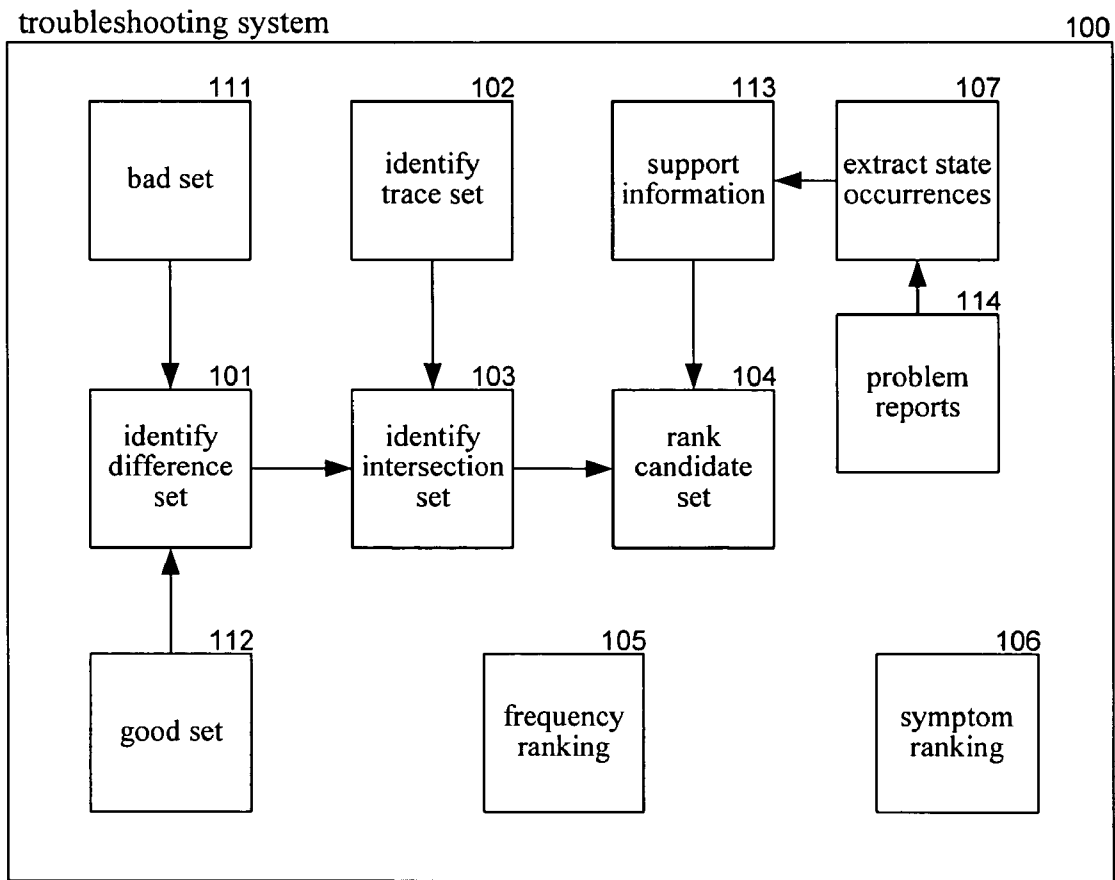 troubleshooting system
100
111
102
113
107
bad set
identify
trace set
support
information
extract state
occurrences
114
problem
reports
101
103
104
identify
difference
set
identify
intersection
set
rank
candidate
set
112
105
106
good set
frequency
ranking
symptom
ranking